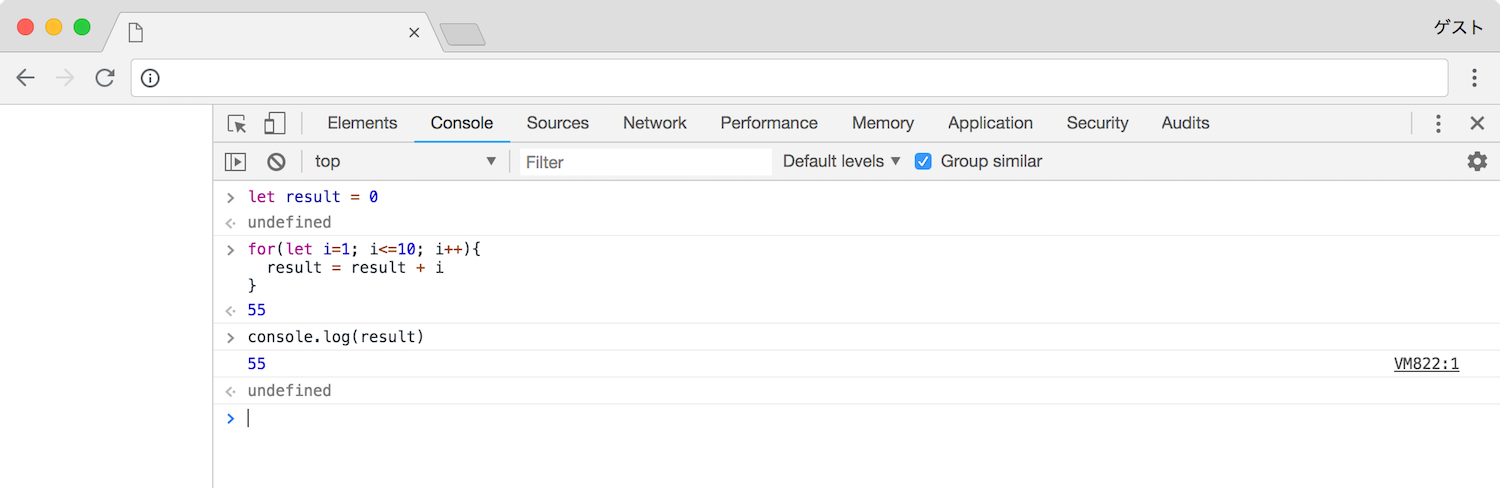 ゲスト
Elements Console Sources Network Performance Memory Application Security Audits
top Filter Default levels Group similar
let result = 0
undefined
for(let i=1; i<=10; i++){
  result = result + i
}
55
console.log(result)
55 VM822:1
undefined